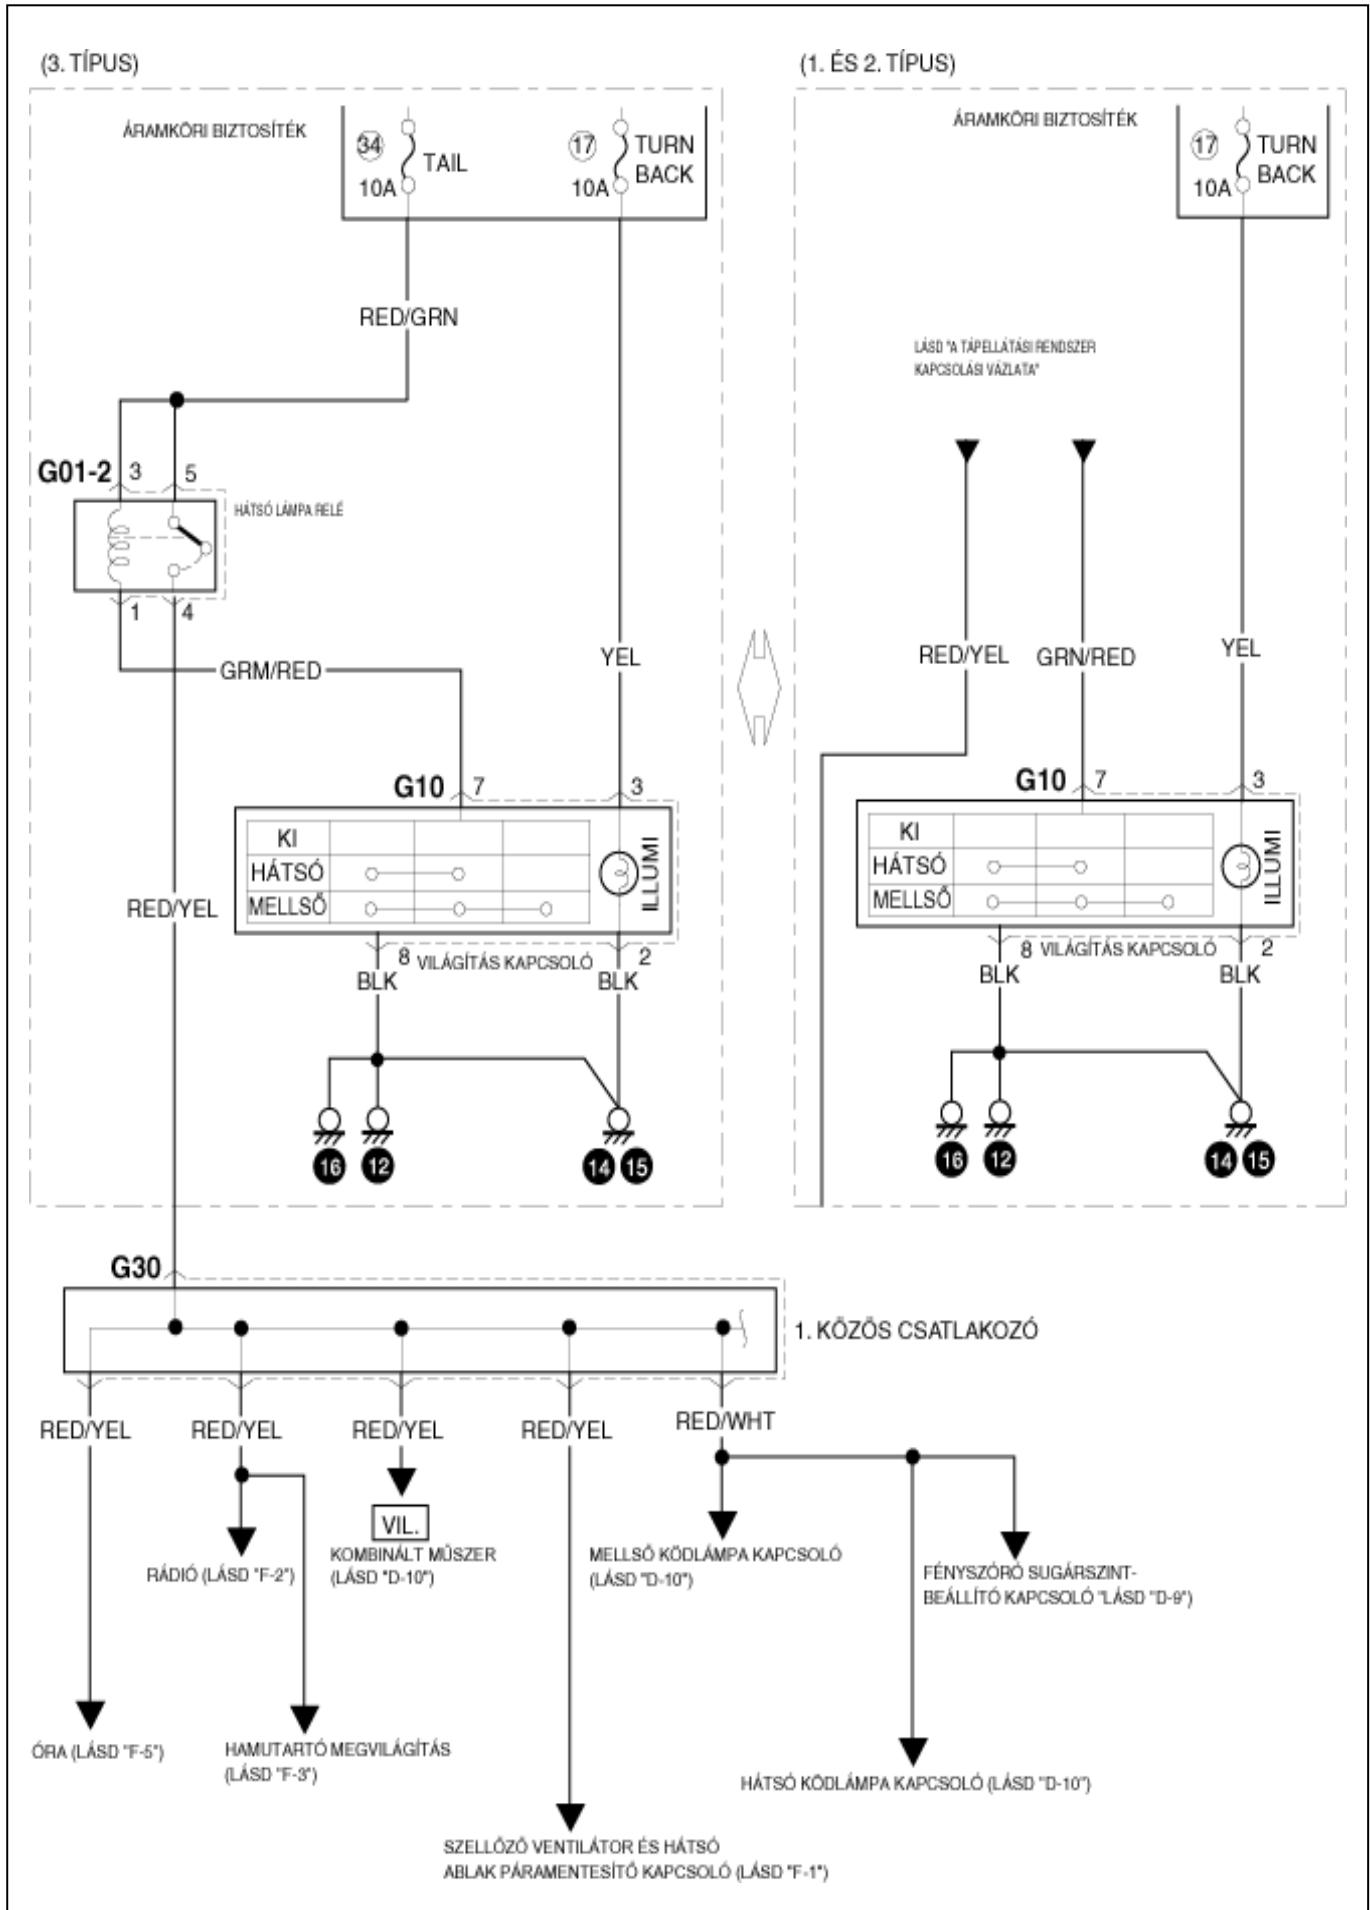 (3. TÍPUS)
ÁRAMKÖRI BIZTOSÍTÉK
34
10A
TAIL
17
10A
TURN
BACK
RED/GRN
G01-2
3
5
HÁTSÓ LÁMPA RELÉ
1
4
GRM/RED
YEL
G10
7
3
KI
HÁTSÓ
MELLSŐ
ILLUMI
RED/YEL
8
VILÁGÍTÁS KAPCSOLÓ
2
BLK
BLK
16
12
14
15
(1. ÉS 2. TÍPUS)
ÁRAMKÖRI BIZTOSÍTÉK
17
10A
TURN
BACK
LÁSD "A TÁPELLÁTÁSI RENDSZER
KAPCSOLÁSI VÁZLATA"
RED/YEL
GRN/RED
YEL
G10
7
3
KI
HÁTSÓ
MELLSŐ
ILLUMI
8
VILÁGÍTÁS KAPCSOLÓ
2
BLK
BLK
16
12
14
15
G30
1. KÖZÖS CSATLAKOZÓ
RED/YEL
RED/YEL
RED/YEL
RED/YEL
RED/WHT
VIL.
KOMBINÁLT MŰSZER
(LÁSD "D-10")
RÁDIÓ (LÁSD "F-2")
MELLSŐ KÖDLÁMPA KAPCSOLÓ
(LÁSD "D-10")
FÉNYSZÓRÓ SUGÁRSZINT-
BEÁLLÍTÓ KAPCSOLÓ "LÁSD "D-9")
ÓRA (LÁSD "F-5")
HAMUTARTÓ MEGVILÁGÍTÁS
(LÁSD "F-3")
HÁTSÓ KÖDLÁMPA KAPCSOLÓ (LÁSD "D-10")
SZELLŐZŐ VENTILÁTOR ÉS HÁTSÓ
ABLAK PÁRAMENTESÍTŐ KAPCSOLÓ (LÁSD "F-1")